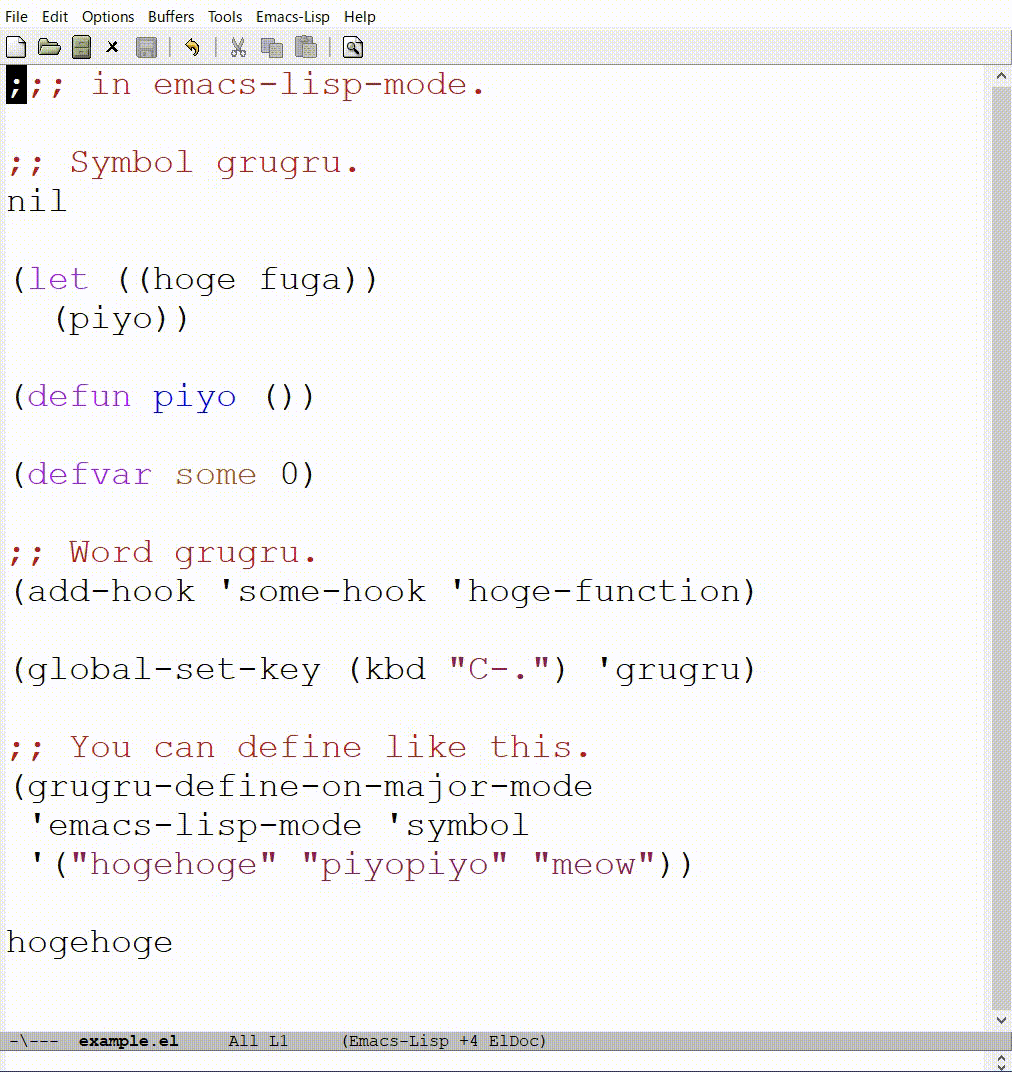 File Edit Options Buffers Tools Emacs-Lisp Help
;;; in emacs-lisp-mode.
;; Symbol grugru.
nil
(let ((hoge fuga))
  (piyo))
(defun piyo ())
(defvar some 0)
;; Word grugru.
(add-hook 'some-hook 'hoge-function)
(global-set-key (kbd "C-.") 'grugru)
;; You can define like this.
(grugru-define-on-major-mode
 'emacs-lisp-mode 'symbol
 '("hogehoge" "piyopiyo" "meow"))
hogehoge
-\--- example.el All L1 (Emacs-Lisp +4 ElDoc)